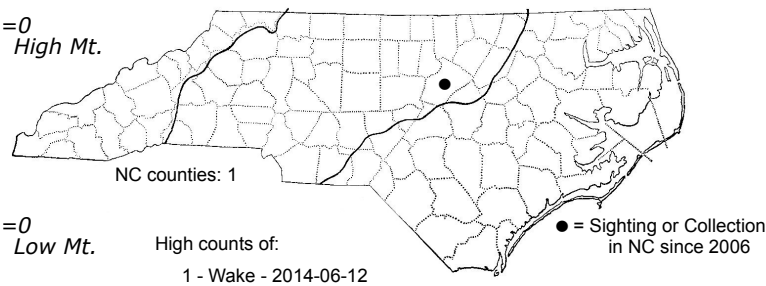 =0
High Mt.
NC counties: 1
=0
Low Mt.
High counts of:
1 - Wake - 2014-06-12
● = Sighting or Collection
in NC since 2006